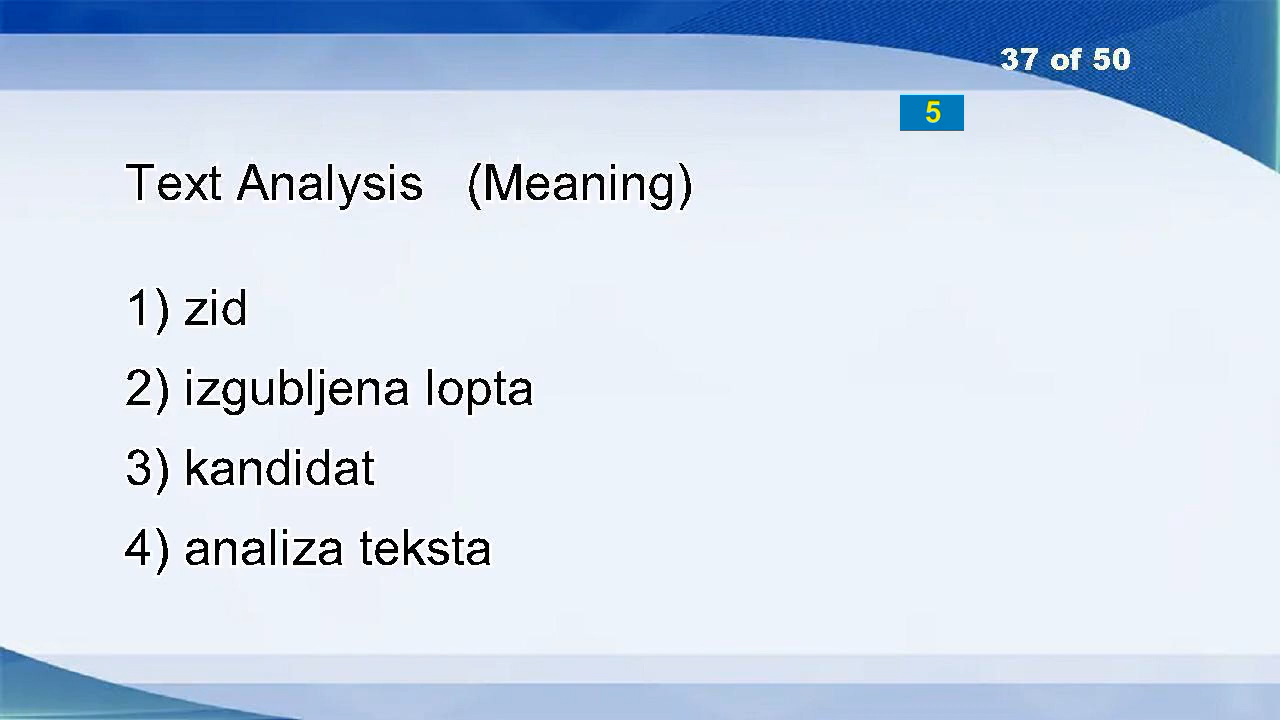 37 of 50
5
Text Analysis (Meaning)
1) zid
2) izgubljena lopta
3) kandidat
4) analiza teksta